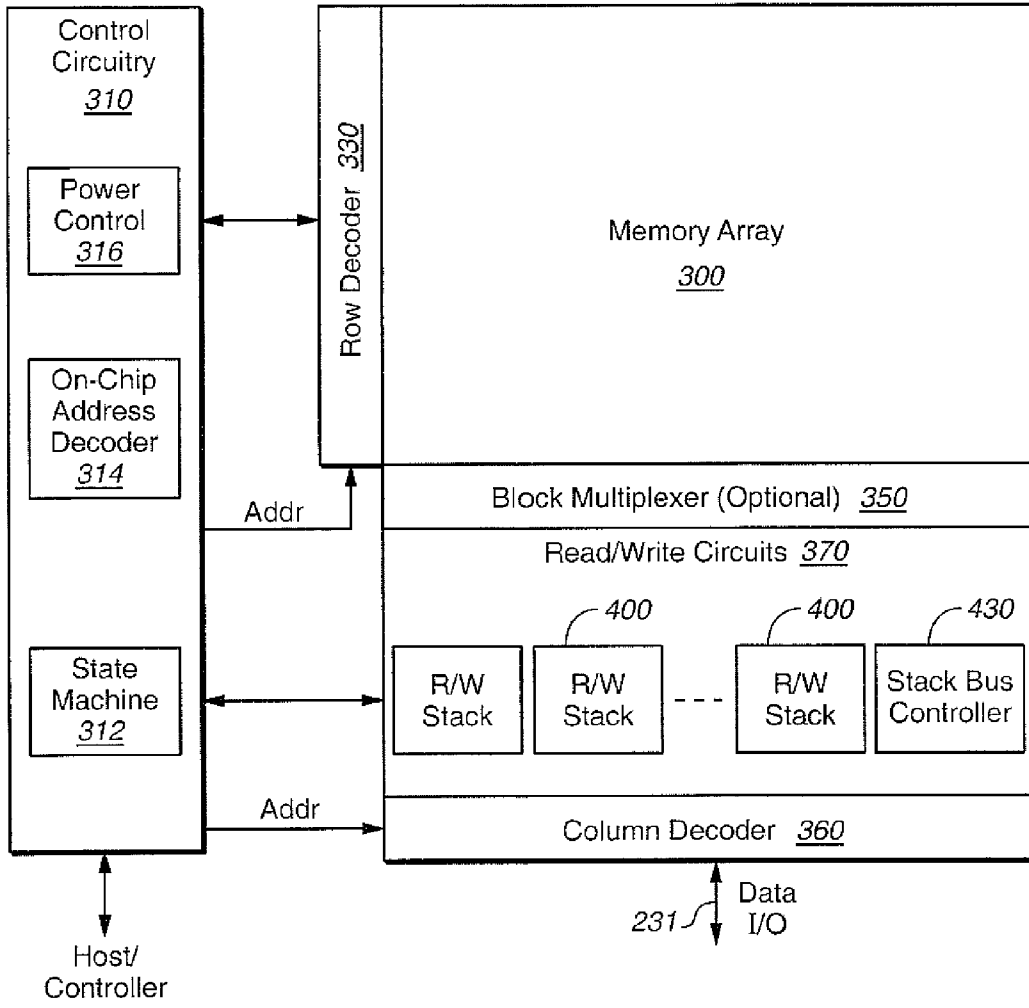 Control
Circuitry
310
Power
Control
316
On-Chip
Address
Decoder
314
State
Machine
312
Host/
Controller
Addr
Addr
Row Decoder 330
Memory Array
300
Block Multiplexer (Optional) 350
Read/Write Circuits 370
400
400
430
R/W
Stack
R/W
Stack
R/W
Stack
Stack Bus
Controller
Column Decoder 360
231
Data
I/O